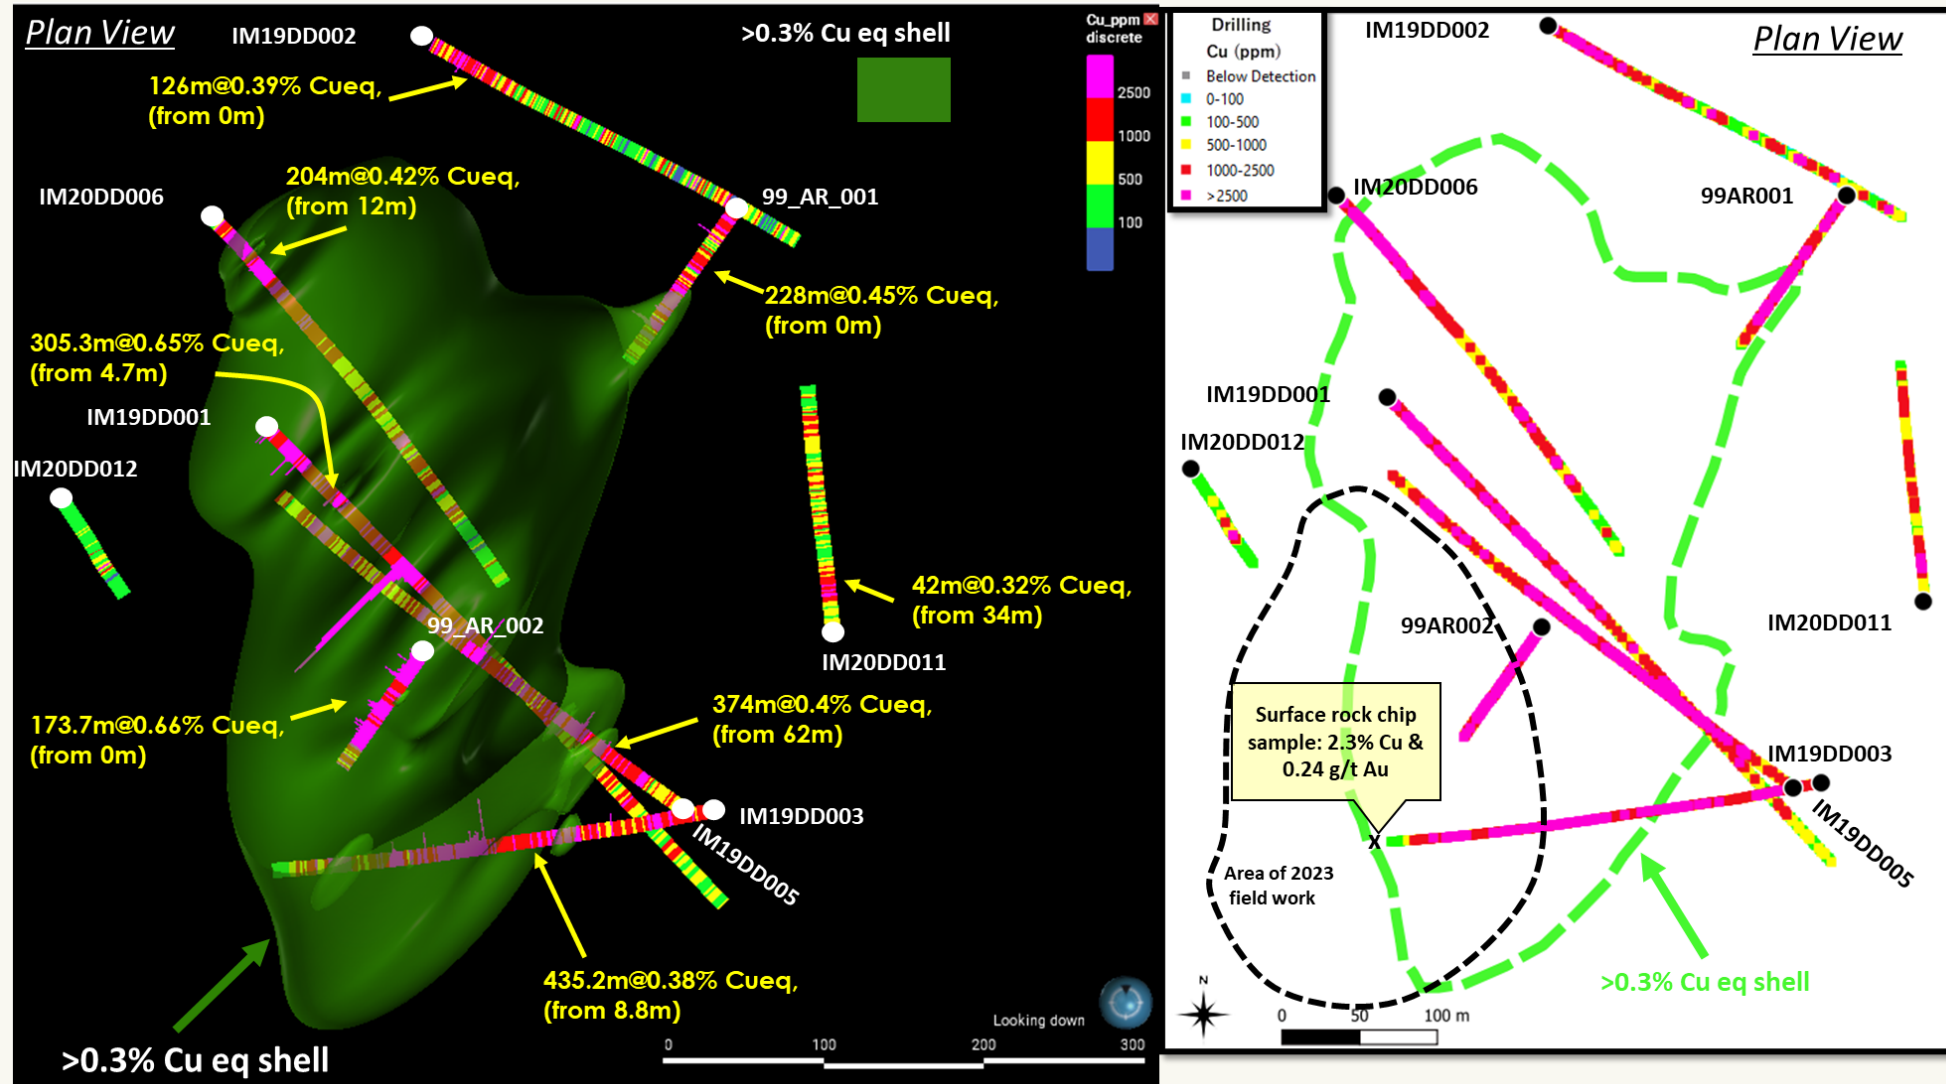 Plan View
IM19DD002
>0.3% Cu eq shell
Cu_ppm
discrete
2500
1000
500
100
126m@0.39% Cueq,
(from 0m)
204m@0.42% Cueq,
(from 12m)
IM20DD006
99_AR_001
228m@0.45% Cueq,
(from 0m)
305.3m@0.65% Cueq,
(from 4.7m)
IM19DD001
IM20DD012
42m@0.32% Cueq,
(from 34m)
99_AR_002
IM20DD011
173.7m@0.66% Cueq,
(from 0m)
374m@0.4% Cueq,
(from 62m)
IM19DD003
IM19DD005
435.2m@0.38% Cueq,
(from 8.8m)
Looking down
0 100 200 300
>0.3% Cu eq shell
Drilling
Cu (ppm)
Below Detection
0-100
100-500
500-1000
1000-2500
>2500
IM19DD002
Plan View
IM20DD006
99AR001
IM19DD001
IM20DD012
99AR002
IM20DD011
Surface rock chip
sample: 2.3% Cu &
0.24 g/t Au
IM19DD003
IM19DD005
X
Area of 2023
field work
>0.3% Cu eq shell
N
0 50 100 m